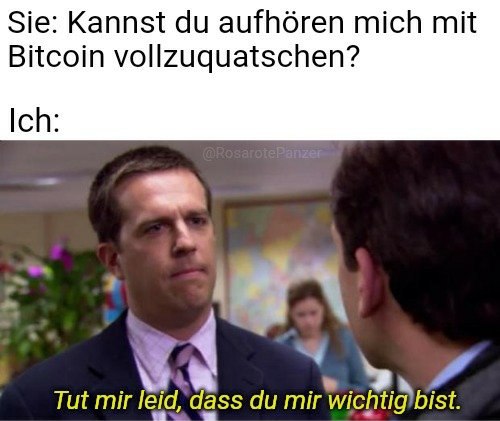 Sie: Kannst du aufhören mich mit
Bitcoin vollzuquatschen?
Ich:
@RosarotePanzer
Tut mir leid, dass du mir wichtig bist.